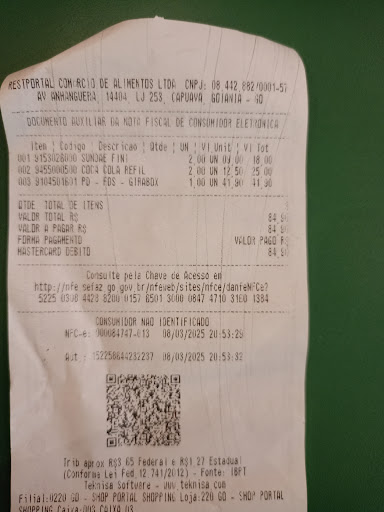 RESTPORTAL COMERCIO DE ALIMENTOS LTDA CNPJ: 08.442.882/0001-57
AV ANHANGUERA, 14404, LJ 253, CAPUAVA, GOIANIA - GO
DOCUMENTO AUXILIAR DA NOTA FISCAL DE CONSUMIDOR ELETRONICA
Item | Codigo | Descricao | Qtde | UN | Vl Unit | Vl Tot
001 9153028000 SUNDAE FINI 2,00 UN 09,00 18,00
002 9455000500 COCA COLA REFIL 2,00 UN 12,50 25,00
003 9104501601 PD - RDS - GIRABOX 1,00 UN 41,90 41,90
QTDE. TOTAL DE ITENS
VALOR TOTAL R$ 84,90
VALOR A PAGAR R$ 84,90
FORMA PAGAMENTO VALOR PAGO R$
MASTERCARD DEBITO 84,90
Consulte pela Chave de Acesso em
http://nfe.sefaz.go.gov.br/nfeweb/sites/nfce/danfeNFCe?
5225 0308 4428 8200 0157 6501 3000 0847 4710 3160 1384
CONSUMIDOR NAO IDENTIFICADO
NFC-e: 000084747-013 08/03/2025 20:53:29
Aut.: 152258644232237 08/03/2025 20:53:32
Trib aprox R$3,65 Federal e R$1,27 Estadual
(Conforme Lei Fed. 12.741/2012) - Fonte: IBPT
Teknisa Software - www.teknisa.com
Filial:0220 GO - SHOP PORTAL SHOPPING Loja:220 GO - SHOP PORTAL
SHOPPING Caixa:003 CAIXA 03